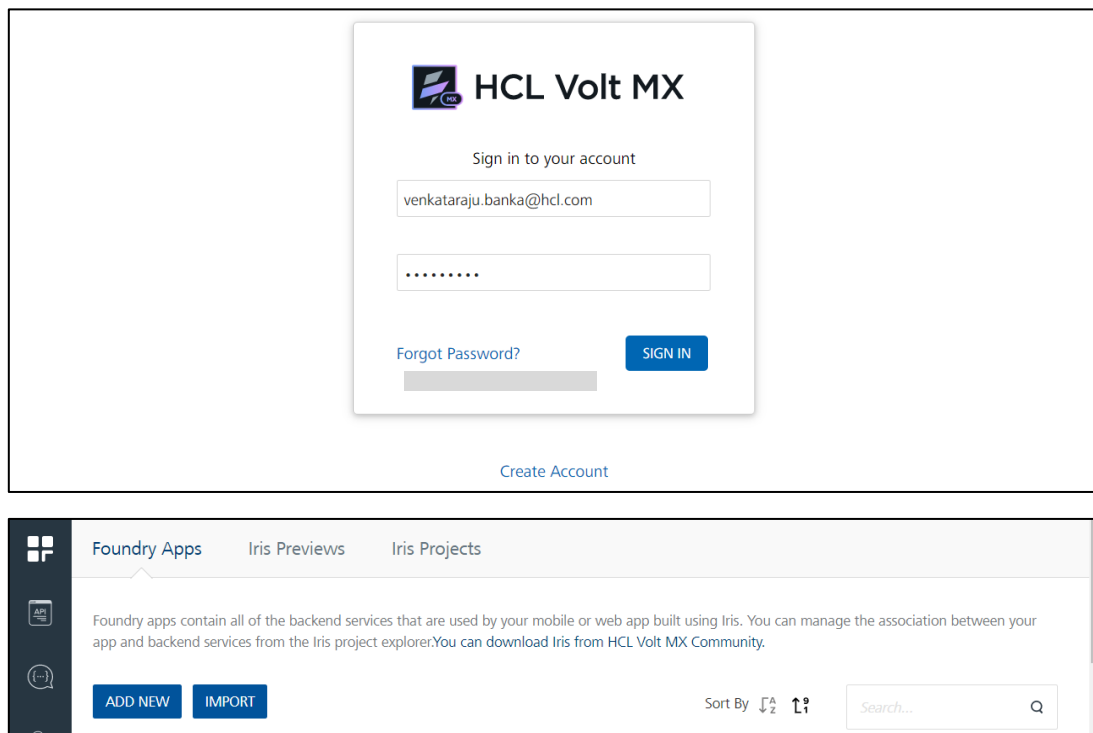 HCL Volt MX
MX
Sign in to your account
venkataraju.banka@hcl.com
•••••••••
Forgot Password?
SIGN IN
Create Account
Foundry Apps Iris Previews Iris Projects
API
Foundry apps contain all of the backend services that are used by your mobile or web app built using Iris. You can manage the association between your
app and backend services from the Iris project explorer.You can download Iris from HCL Volt MX Community.
{...}
ADD NEW IMPORT Sort By A Z 9 1 Search...